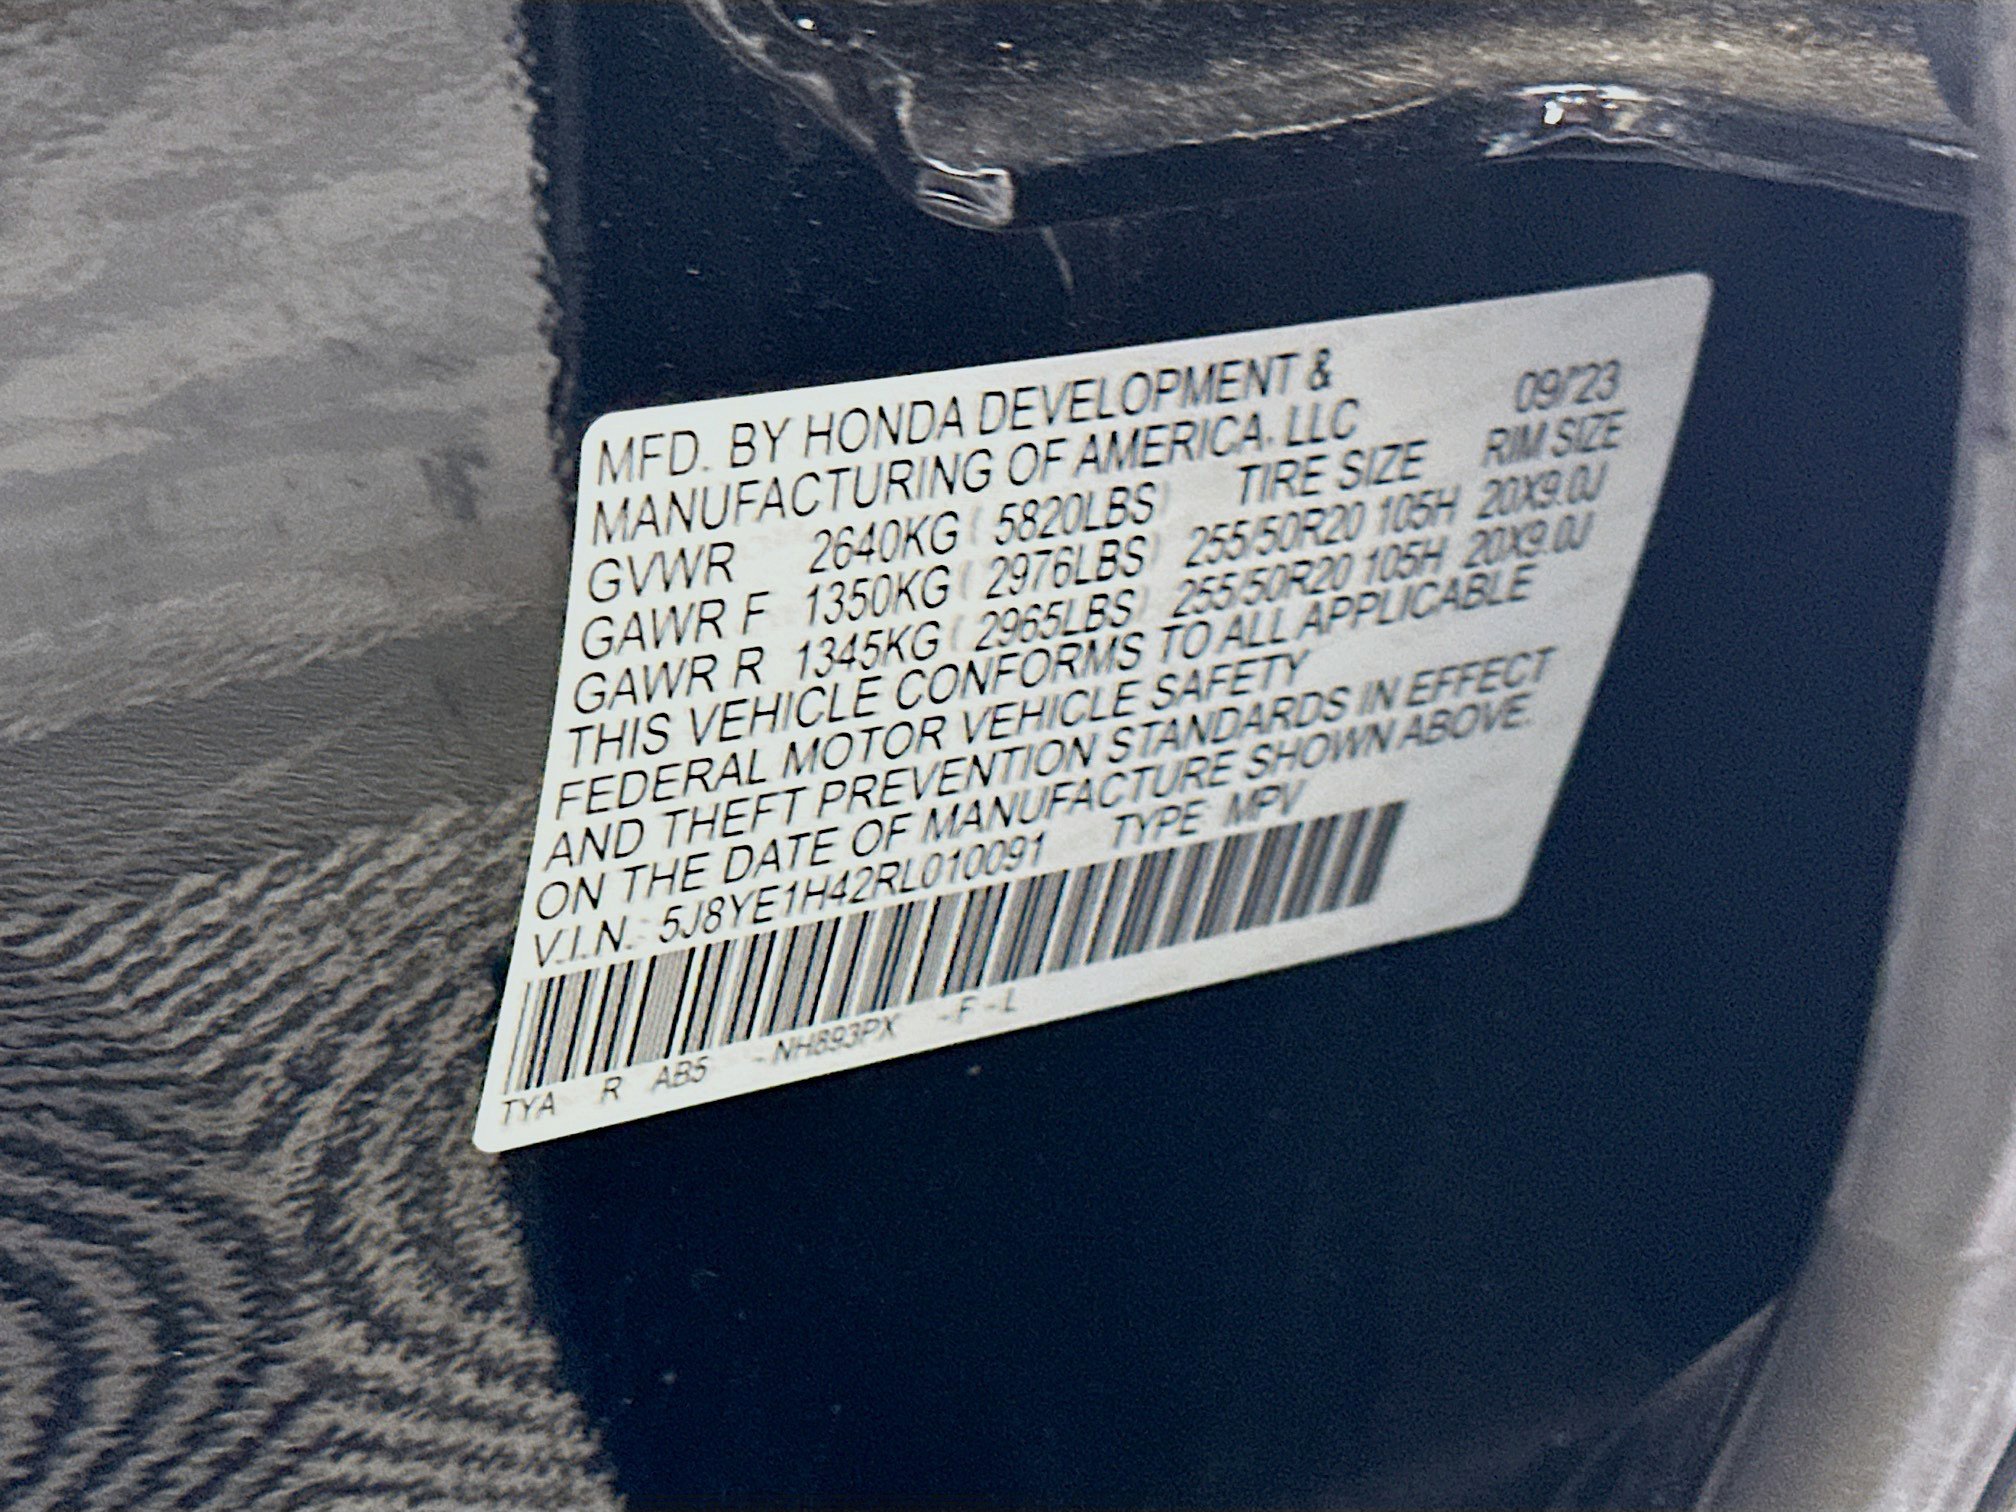 MFD. BY HONDA DEVELOPMENT &
MANUFACTURING OF AMERICA, LLC 09/'23
GVWR 2640KG ( 5820LBS) TIRE SIZE RIM SIZE
GAWR F 1350KG ( 2976LBS) 255/50R20 105H 20X9.0J
GAWR R 1345KG ( 2965LBS) 255/50R20 105H 20X9.0J
THIS VEHICLE CONFORMS TO ALL APPLICABLE
FEDERAL MOTOR VEHICLE SAFETY
AND THEFT PREVENTION STANDARDS IN EFFECT
ON THE DATE OF MANUFACTURE SHOWN ABOVE.
V.I.N. 5J8YE1H42RL010091 TYPE MPV
TYA R AB5 - NH893PX -F -L